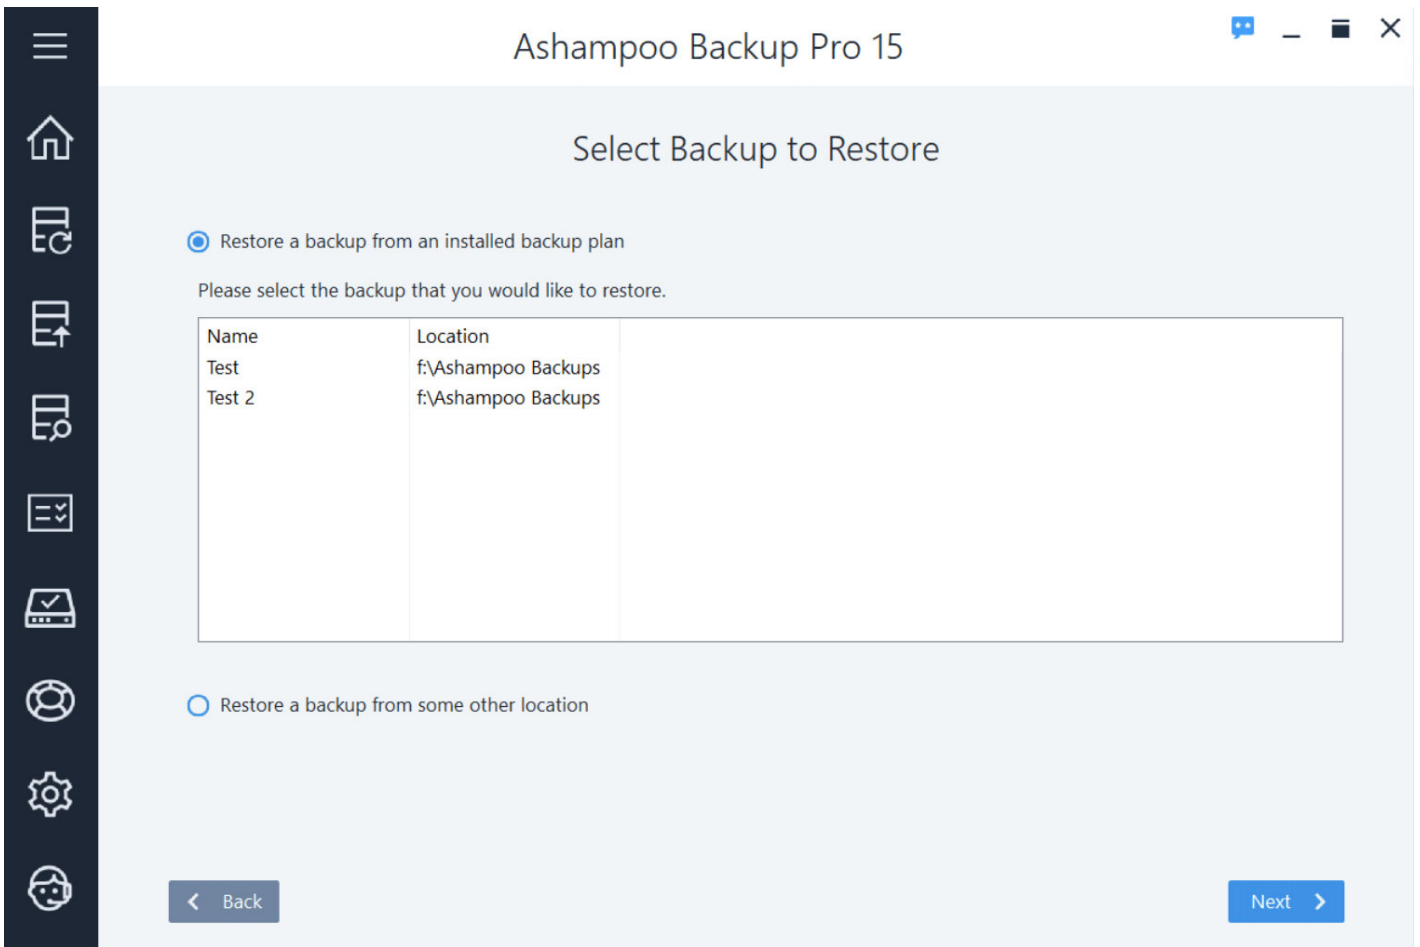 Ashampoo Backup Pro 15
Select Backup to Restore
Restore a backup from an installed backup plan
Please select the backup that you would like to restore.
Name Location
Test f:\Ashampoo Backups
Test 2 f:\Ashampoo Backups
Restore a backup from some other location
Back Next